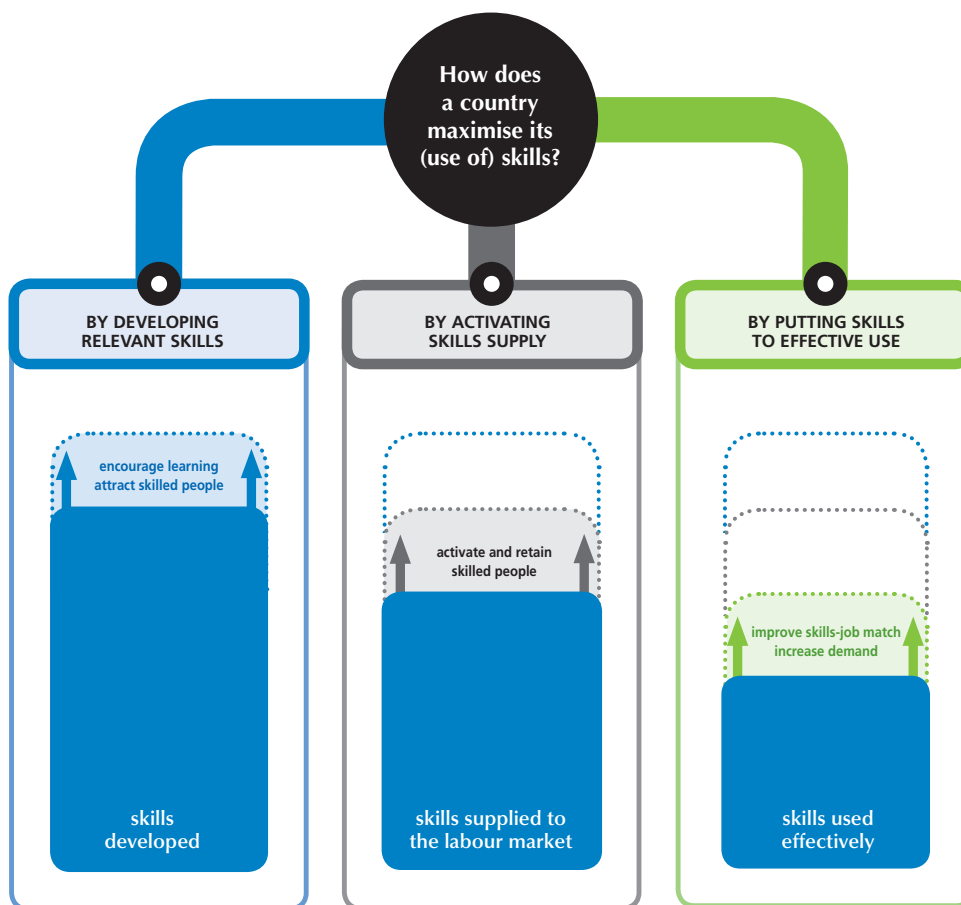 How does
a country
maximise its
(use of) skills?
BY DEVELOPING
RELEVANT SKILLS
encourage learning
attract skilled people
skills
developed
BY ACTIVATING
SKILLS SUPPLY
activate and retain
skilled people
skills supplied to
the labour market
BY PUTTING SKILLS
TO EFFECTIVE USE
improve skills-job match
increase demand
skills used
effectively